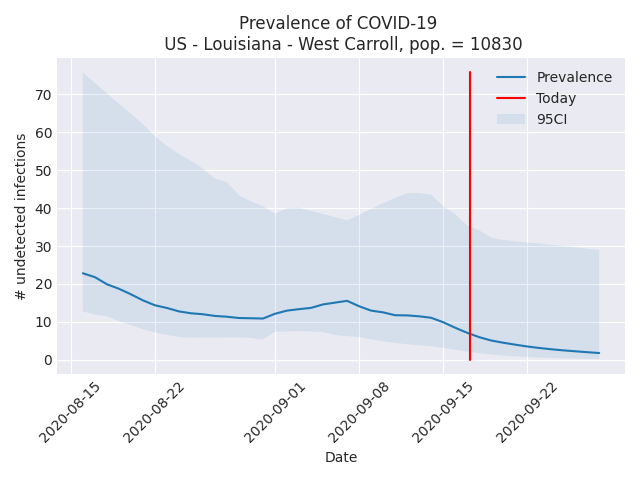 Prevalence of COVID-19
US - Louisiana - West Carroll, pop. = 10830
# undetected infections
70
60
50
40
30
20
10
0
Prevalence
Today
95CI
2020-08-15
2020-08-22
2020-09-01
2020-09-08
2020-09-15
2020-09-22
Date